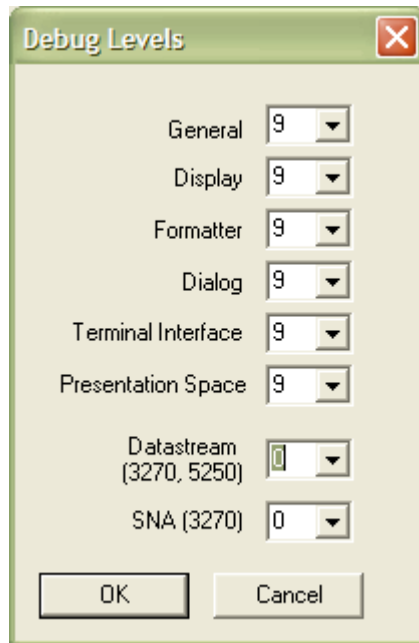 Debug Levels
General 9
Display 9
Formatter 9
Dialog 9
Terminal Interface 9
Presentation Space 9
Datastream
(3270, 5250) 0
SNA (3270) 0
OK Cancel